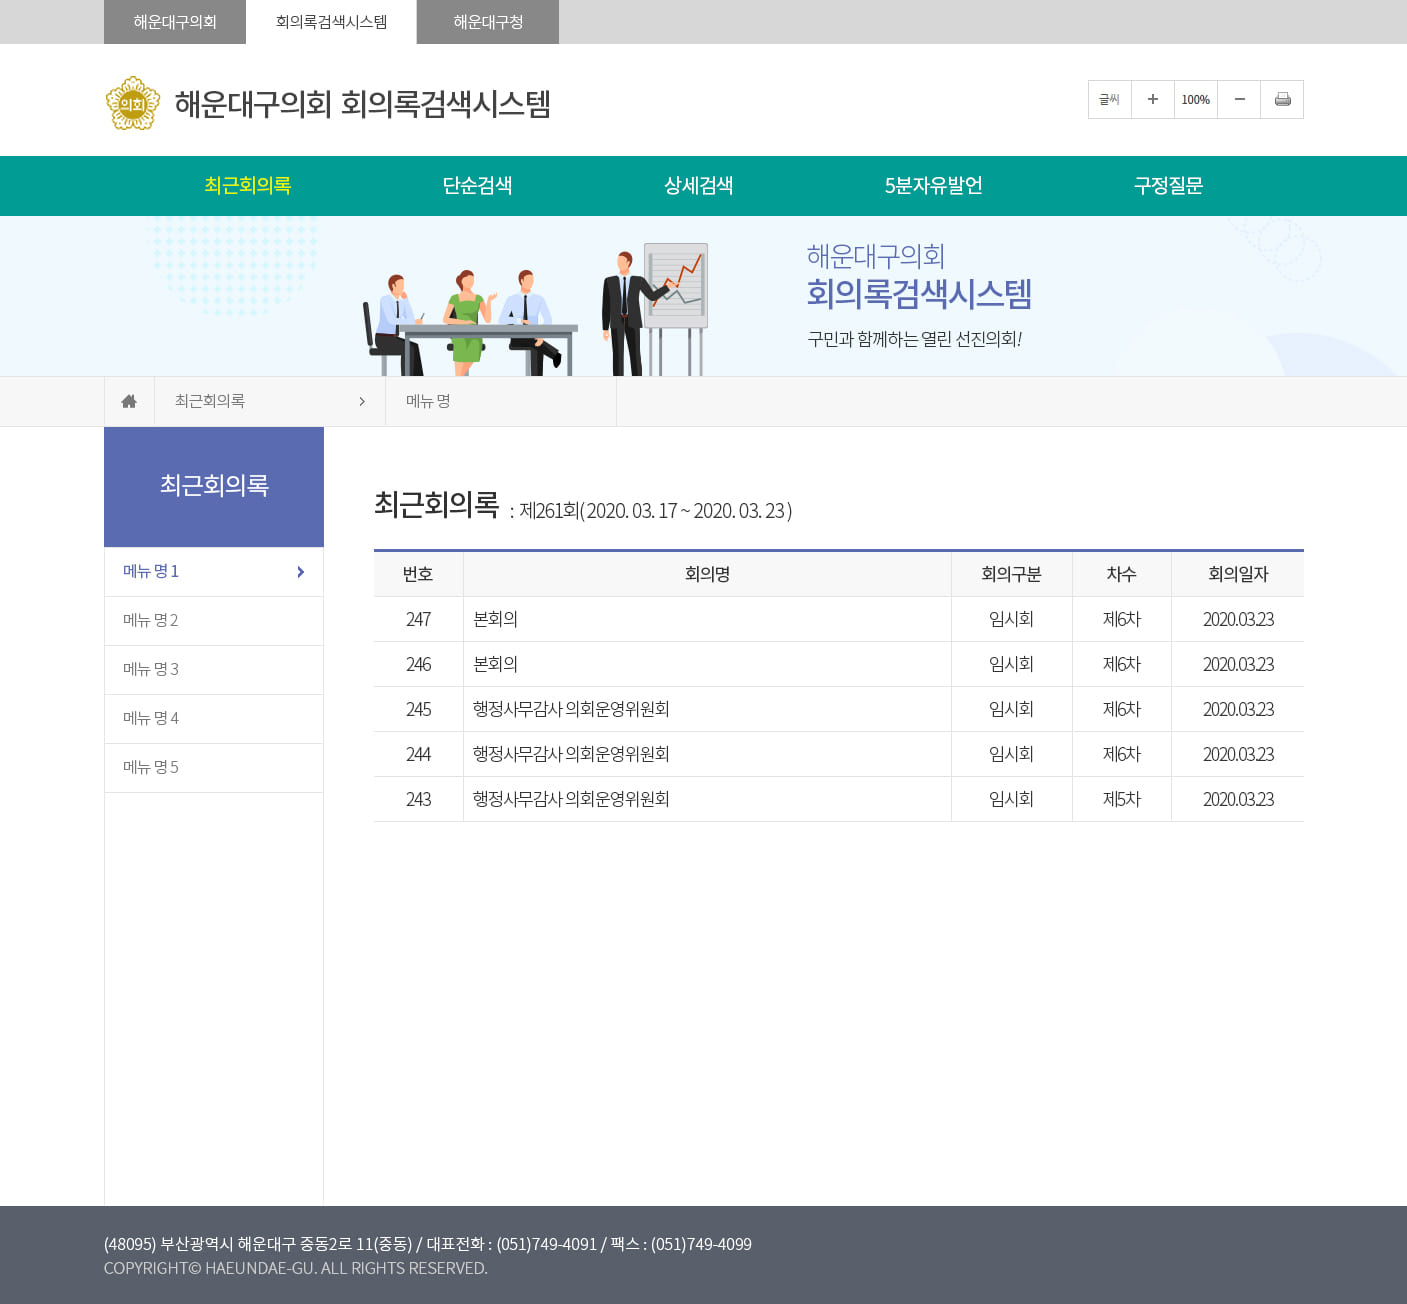 해운대구의회 회의록검색시스템 해운대구청
의회 해운대구의회 회의록검색시스템
글씨 + 100% −
최근회의록 단순검색 상세검색 5분자유발언 구정질문
해운대구의회
회의록검색시스템
구민과 함께하는 열린 선진의회!
최근회의록 > 메뉴 명
최근회의록
메뉴 명 1
메뉴 명 2
메뉴 명 3
메뉴 명 4
메뉴 명 5
최근회의록 : 제261회( 2020. 03. 17 ~ 2020. 03. 23 )
번호 회의명 회의구분 차수 회의일자
247 본회의 임시회 제6차 2020.03.23
246 본회의 임시회 제6차 2020.03.23
245 행정사무감사 의회운영위원회 임시회 제6차 2020.03.23
244 행정사무감사 의회운영위원회 임시회 제6차 2020.03.23
243 행정사무감사 의회운영위원회 임시회 제5차 2020.03.23
(48095) 부산광역시 해운대구 중동2로 11(중동) / 대표전화 : (051)749-4091 / 팩스 : (051)749-4099
COPYRIGHT© HAEUNDAE-GU. ALL RIGHTS RESERVED.